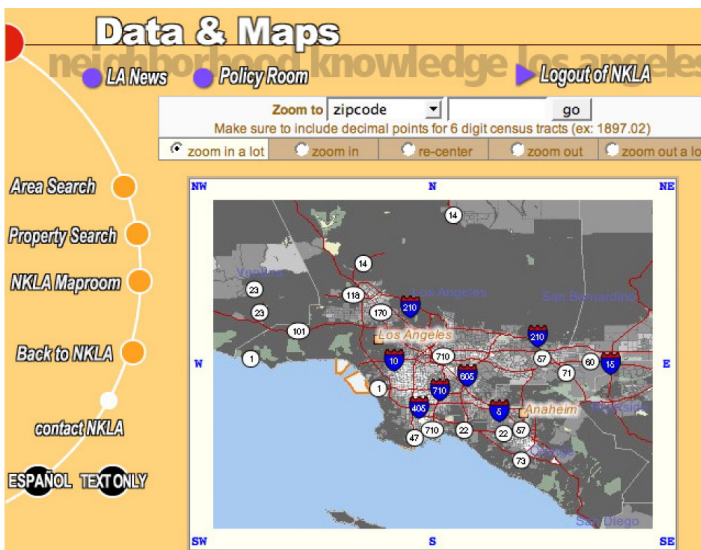 Data & Maps
neighborhood knowledge los angeles
LA News
Policy Room
Logout of NKLA
Zoom to zipcode go
Make sure to include decimal points for 6 digit census tracts (ex: 1897.02)
zoom in a lot zoom in re-center zoom out zoom out a lo
Area Search
Property Search
NKLA Maproom
Back to NKLA
contact NKLA
ESPAÑOL TEXT ONLY
NW N NE
14
14
Ventura
23
118
Los Angeles
San Bernardino
23
170
210
101
Los Angeles
210
1
10
710
57
60
15
W
E
71
605
1
710
405
5
Anaheim
47
710
22
22
57
Orange
73
San Diego
SW S SE